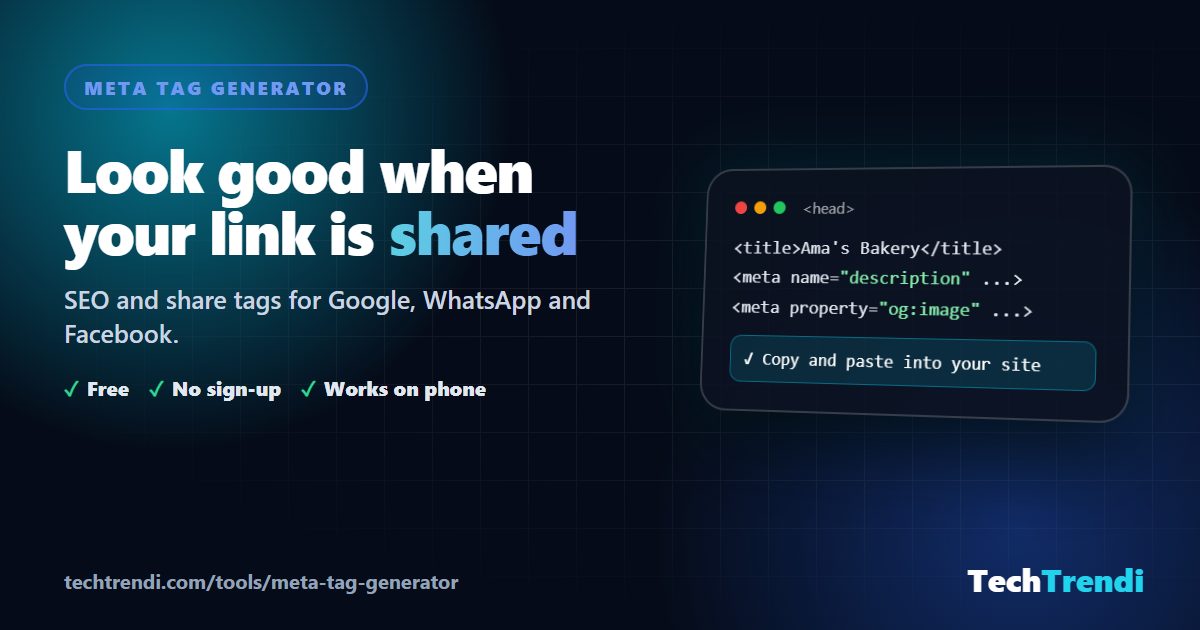 META TAG GENERATOR
Look good when
your link is shared
SEO and share tags for Google, WhatsApp and
Facebook.
✓ Free ✓ No sign-up ✓ Works on phone
<head>
<title>Ama's Bakery</title>
<meta name="description" ...>
<meta property="og:image" ...>
✓ Copy and paste into your site
techtrendi.com/tools/meta-tag-generator
TechTrendi